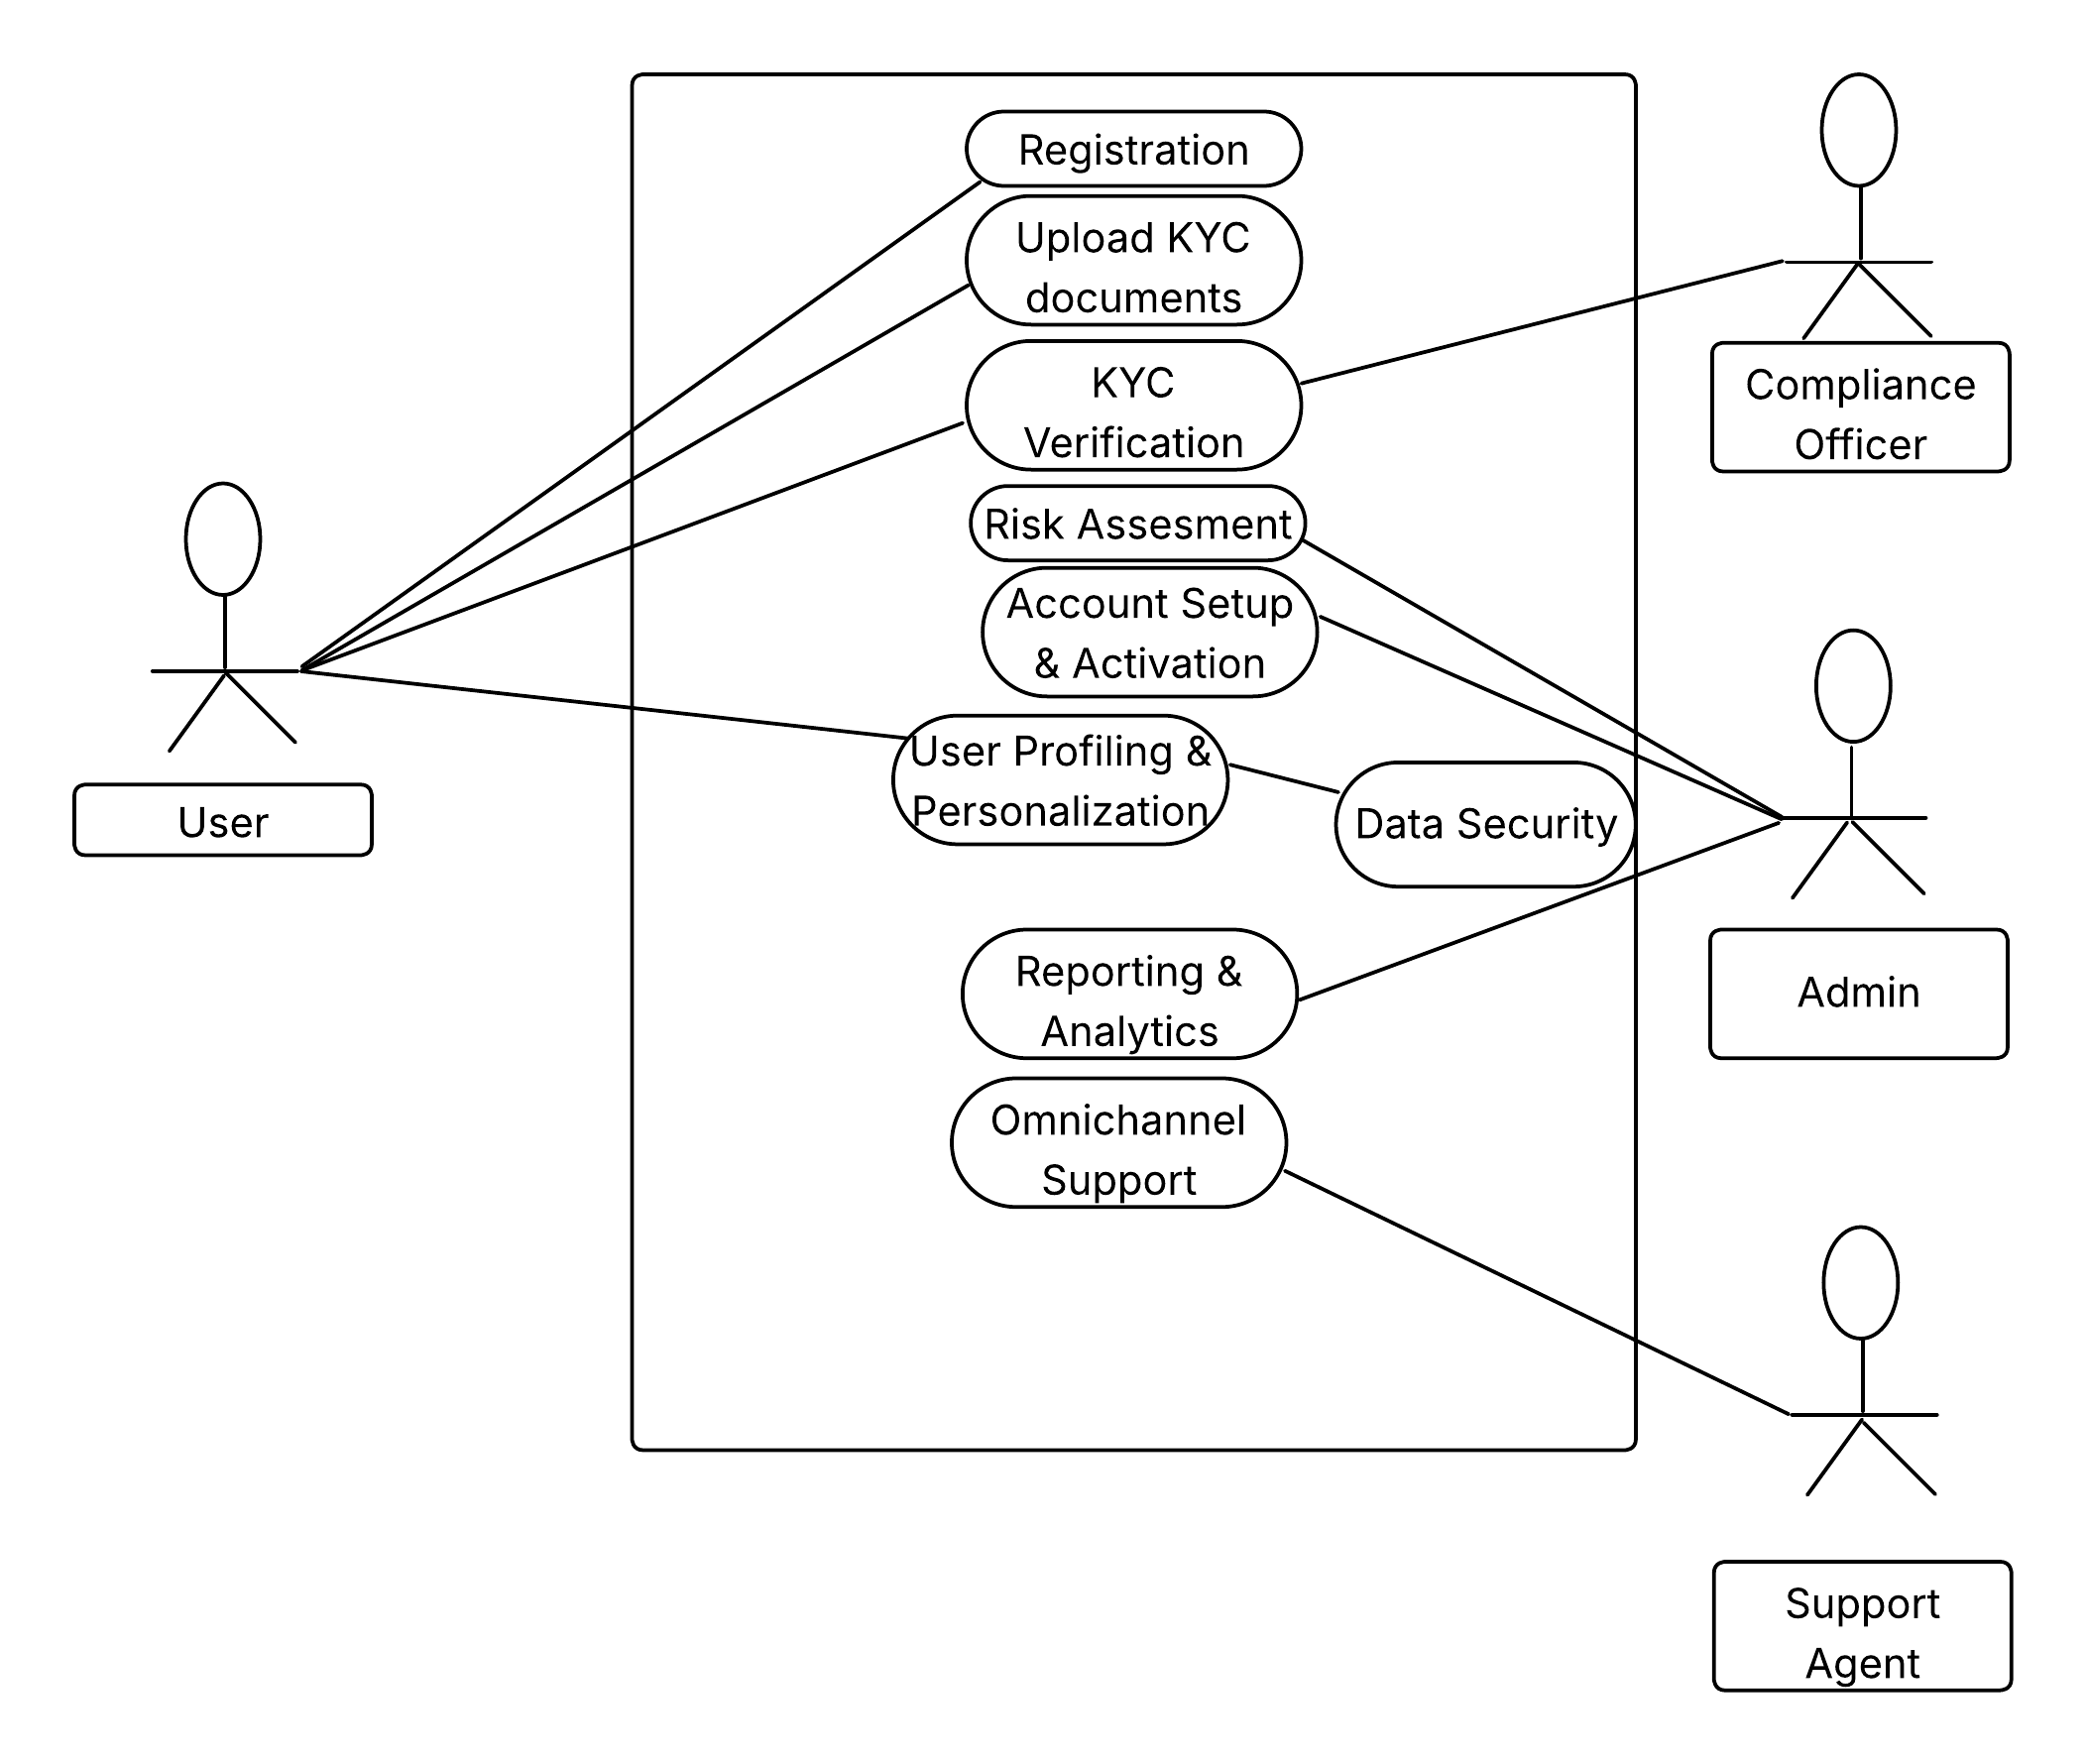 Registration
Upload KYC
documents
KYC
Verification
Risk Assesment
Account Setup
& Activation
User Profiling &
Personalization
Data Security
Reporting &
Analytics
Omnichannel
Support
User
Compliance
Officer
Admin
Support
Agent